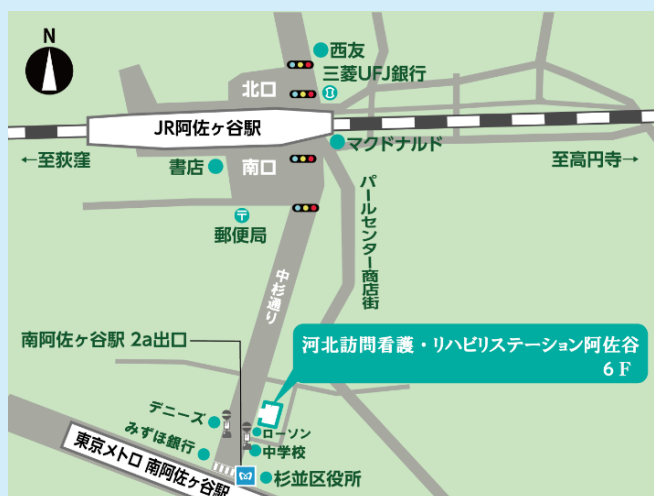 N
西友
三菱UFJ銀行
北口
JR阿佐ヶ谷駅
マクドナルド
←至荻窪
書店
南口
至高円寺→
パールセンター商店街
〒
郵便局
中杉通り
南阿佐ヶ谷駅 2a出口
河北訪問看護・リハビリステーション阿佐谷
6F
デニーズ
ローソン
みずほ銀行
中学校
東京メトロ 南阿佐ヶ谷駅
杉並区役所